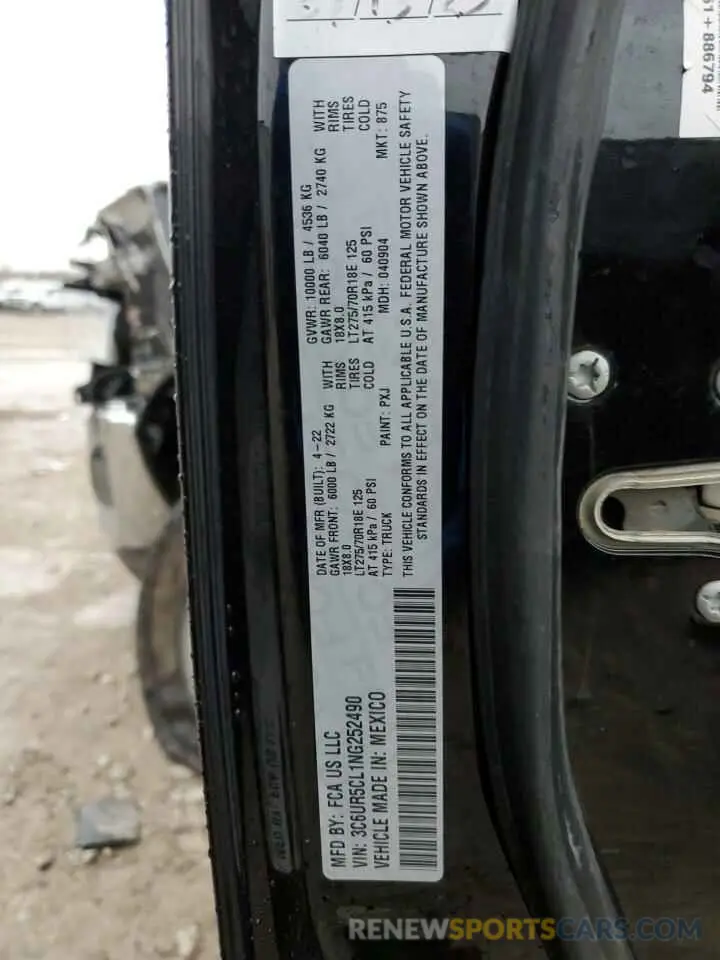 MFD BY: FCA US LLC
VIN: 3C6UR5CL1NG252490
VEHICLE MADE IN: MEXICO
DATE OF MFR (BUILT): 4-22
GVWR: 10000 LB / 4536 KG
GAWR FRONT: 6000 LB / 2722 KG WITH
GAWR REAR: 6040 LB / 2740 KG WITH
18X8.0 RIMS
18X8.0 RIMS
LT275/70R18E 125 TIRES
LT275/70R18E 125 TIRES
AT 415 kPa / 60 PSI COLD
AT 415 kPa / 60 PSI COLD
TYPE: TRUCK PAINT: PXJ MDH: 040904 MKT: 875
THIS VEHICLE CONFORMS TO ALL APPLICABLE U.S.A. FEDERAL MOTOR VEHICLE SAFETY
STANDARDS IN EFFECT ON THE DATE OF MANUFACTURE SHOWN ABOVE.
61+886794
RENEWSPORTSCARS.COM